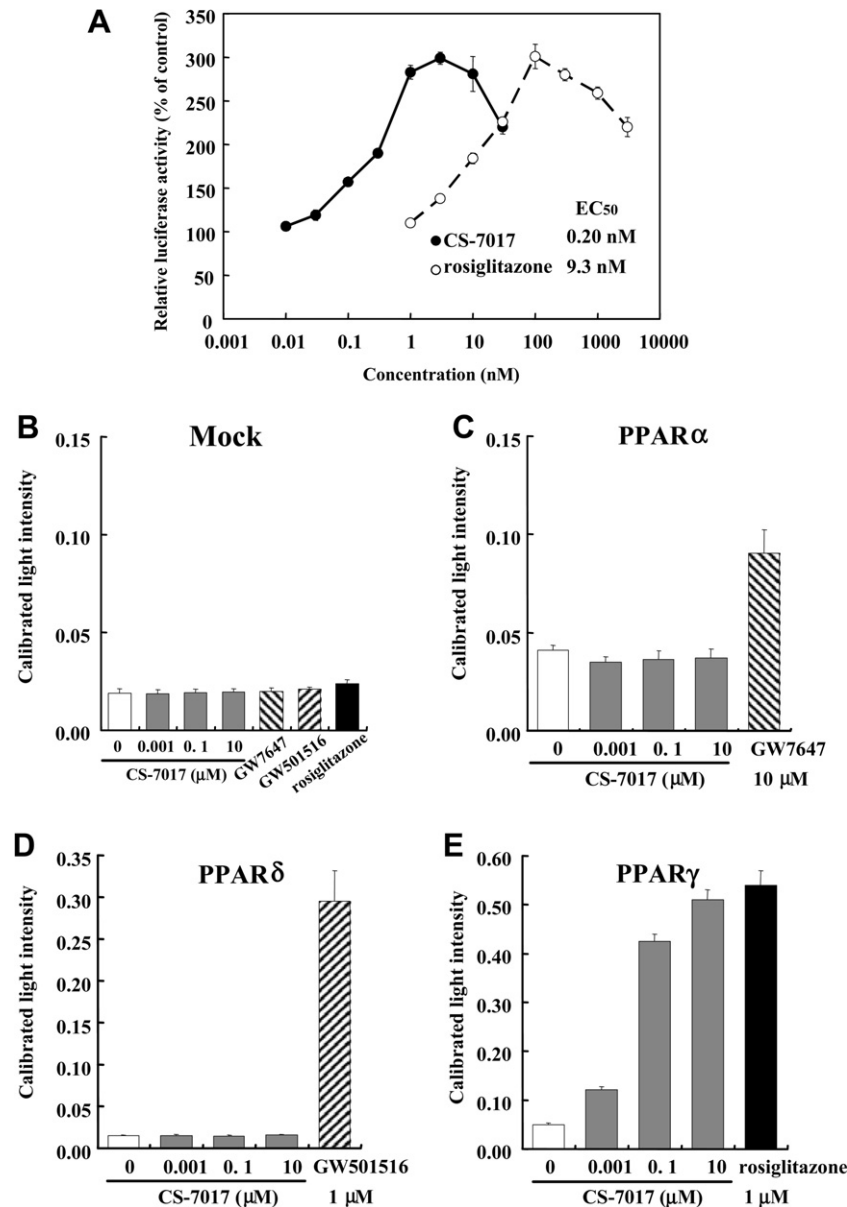 A
Relative luciferase activity (% of control)
350
300
250
200
150
100
50
0
0.001 0.01 0.1 1 10 100 1000 10000
Concentration (nM)
EC50
CS-7017 0.20 nM
rosiglitazone 9.3 nM
B
Mock
Calibrated light intensity
0.15
0.10
0.05
0.00
0 0.001 0. 1 10 GW7647 GW501516 rosiglitazone
CS-7017 (μM)
C
PPARα
Calibrated light intensity
0.15
0.10
0.05
0.00
0 0.001 0. 1 10 GW7647
CS-7017 (μM) 10 μM
D
PPARδ
Calibrated light intensity
0.35
0.30
0.25
0.20
0.15
0.10
0.05
0.00
0 0.001 0. 1 10 GW501516
CS-7017 (μM) 1 μM
E
PPARγ
Calibrated light intensity
0.60
0.50
0.40
0.30
0.20
0.10
0.00
0 0.001 0. 1 10 rosiglitazone
CS-7017 (μM) 1 μM